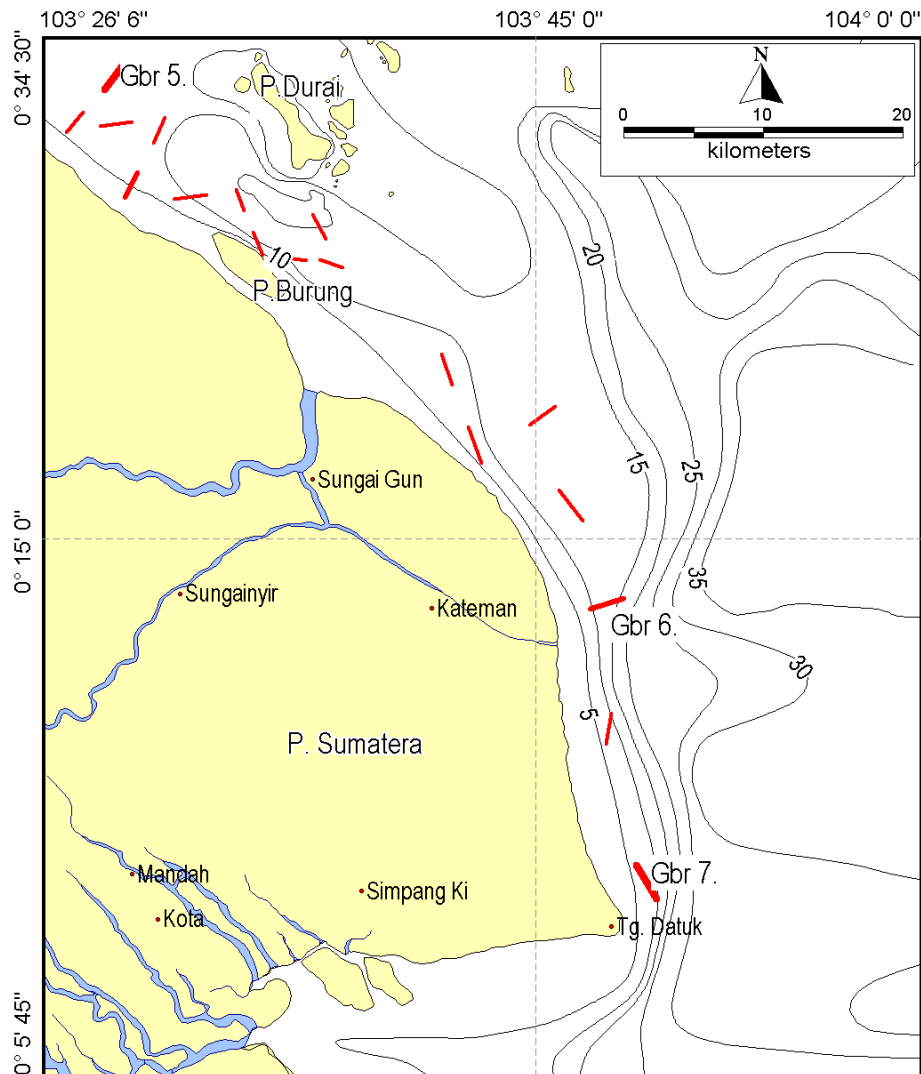 103° 26' 6" 103° 45' 0" 104° 0' 0"
0° 34' 30"
Gbr 5.
P.Durai
N
0 10 20
kilometers
10
20
P.Burung
15
25
Sungai Gun
0° 15' 0"
35
Sungainyir
Kateman
Gbr 6.
30
5
P. Sumatera
Mandah
Gbr 7.
Simpang Ki
Kota
Tg. Datuk
0° 5' 45"